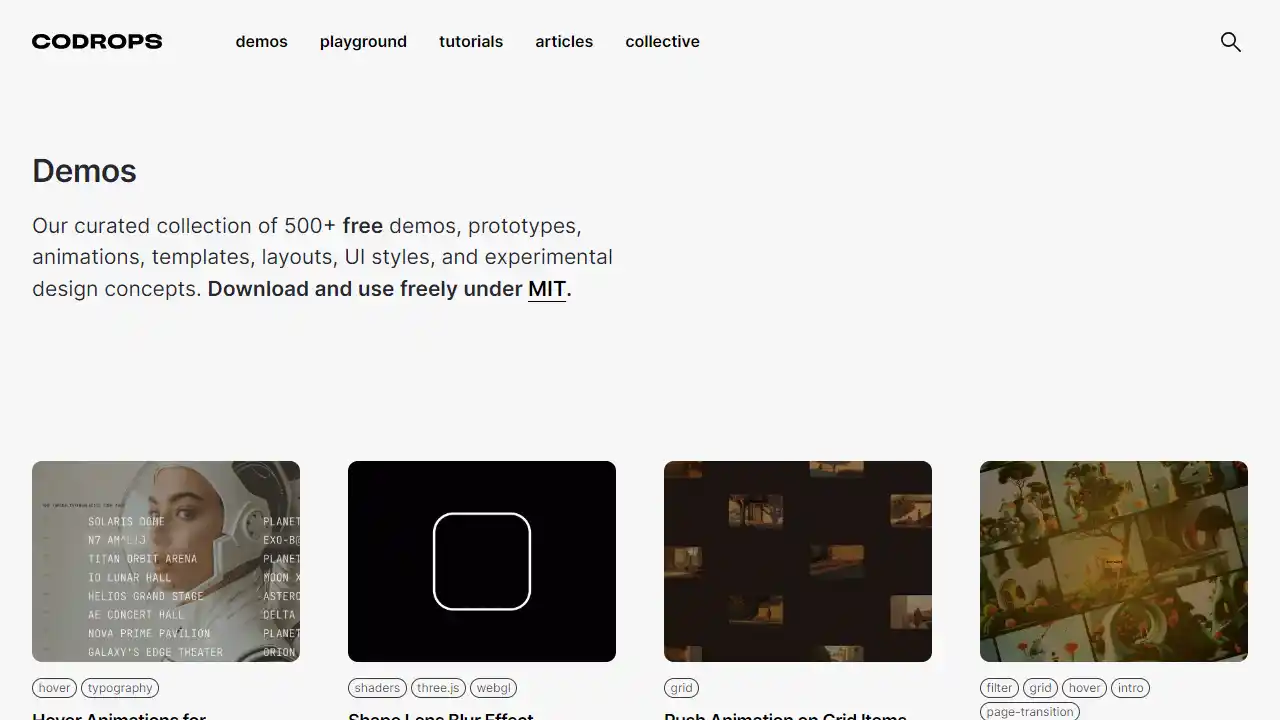 CODROPS
demos
playground
tutorials
articles
collective
Demos
Our curated collection of 500+ free demos, prototypes,
animations, templates, layouts, UI styles, and experimental
design concepts. Download and use freely under MIT.
SOLARIS DOME PLANET
TITAN ORBIT ARENA PLANET
IO LUNAR HALL MOON X
HELIOS GRAND STAGE ASTERO
AE CONCERT HALL DELTA
NOVA PRIME PAVILION PLANET
GALAXY'S EDGE THEATER ORION
hover typography
Hover Animations for
shaders three.js webgl
Shape Lens Blur Effect
grid
Push Animation on Grid Items
filter grid hover intro
page-transition